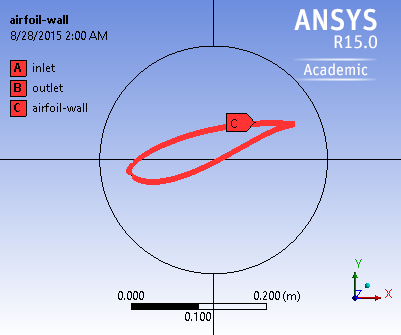 airfoil-wall
8/28/2015 2:00 AM
A inlet
B outlet
C airfoil-wall
ANSYS
R15.0
Academic
C
Y
Z X
0.000 0.200 (m)
0.100